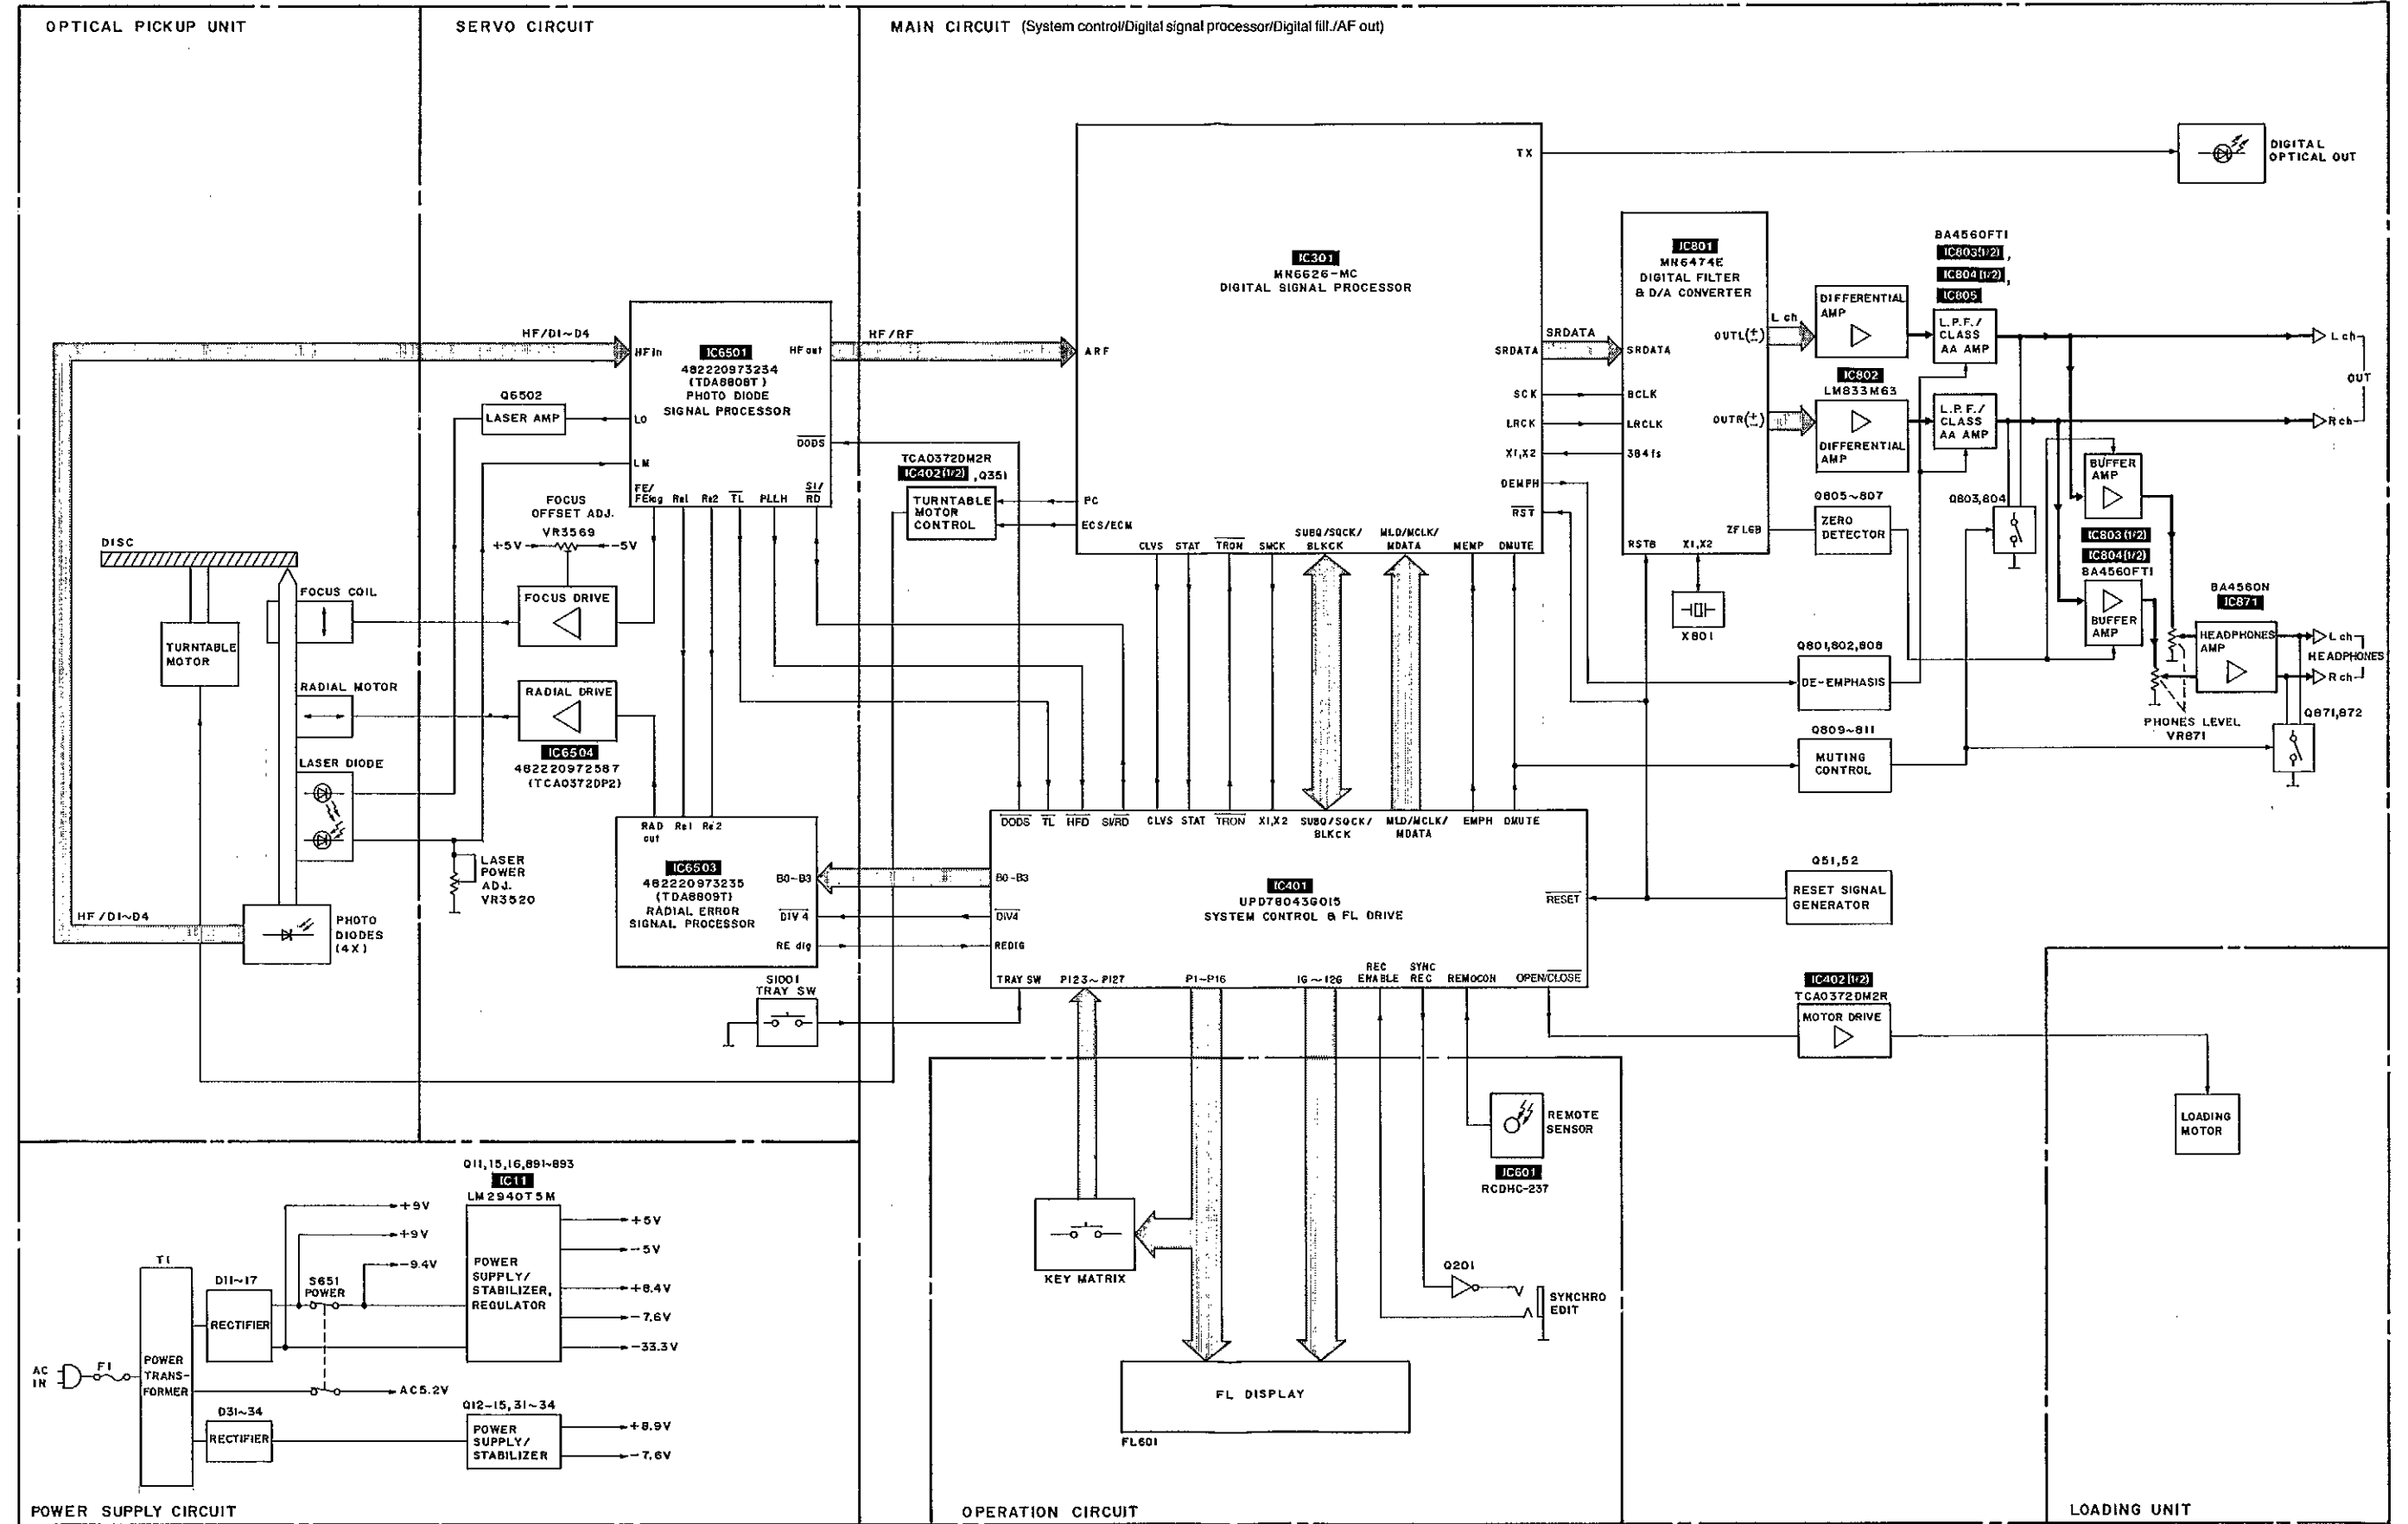 OPTICAL PICKUP UNIT
SERVO CIRCUIT
MAIN CIRCUIT (System control/Digital signal processor/Digital fill./AF out)
HF/D1~D4
HF in
HF out
IC6501
482220973234
(TDA8808T)
PHOTO DIODE
SIGNAL PROCESSOR
LO
DODS
LM
FE/
FElag
Re1
Re2
TL
PLLH
SI/
RD
Q6502
LASER AMP
FOCUS
OFFSET ADJ.
VR3569
+5V
-5V
FOCUS DRIVE
RADIAL DRIVE
IC6504
482220972587
(TCA0372DP2)
DISC
FOCUS COIL
TURNTABLE
MOTOR
RADIAL MOTOR
LASER DIODE
LASER
POWER
ADJ.
VR3520
HF/D1~D4
PHOTO
DIODES
(4X)
RAD
out
Re1
Re2
IC6503
482220973235
(TDA8809T)
RADIAL ERROR
SIGNAL PROCESSOR
B0-B3
DIV 4
RE dig
S1001
TRAY SW
HF/RF
TCA0372DM2R
IC402(1/2) ,Q351
TURNTABLE
MOTOR
CONTROL
ARF
PC
ECS/ECM
IC301
MN6626-MC
DIGITAL SIGNAL PROCESSOR
TX
SRDATA
SCK
LRCK
X1,X2
DEMPH
RST
CLVS
STAT
TRON
SMCK
SUBQ/SQCK/
BLKCK
MLD/MCLK/
MDATA
MEMP
DMUTE
SRDATA
IC801
MN6474E
DIGITAL FILTER
& D/A CONVERTER
SRDATA
BCLK
LRCLK
384fs
OUTL(±)
OUTR(±)
ZFLGB
RSTB
X1,X2
X801
L ch
DIFFERENTIAL
AMP
IC802
LM833M63
DIFFERENTIAL
AMP
BA4560FT1
IC803(1/2) ,
IC804(1/2) ,
IC805
L.P.F./
CLASS
AA AMP
L.P.F./
CLASS
AA AMP
DIGITAL
OPTICAL OUT
L ch
OUT
R ch
Q805~807
ZERO
DETECTOR
Q803,804
BUFFER
AMP
IC803(1/2)
IC804(1/2)
BA4560FT1
BUFFER
AMP
BA4560N
IC871
HEADPHONES
AMP
L ch
HEADPHONES
R ch
PHONES LEVEL
VR871
Q871,872
Q801,802,808
DE-EMPHASIS
Q809~811
MUTING
CONTROL
DODS
TL
HFD
SI/RD
CLVS
STAT
TRON
X1,X2
SUBQ/SQCK/
BLKCK
MLD/MCLK/
MDATA
EMPH
DMUTE
B0-B3
DIV4
REDIG
IC401
UPD78043G015
SYSTEM CONTROL & FL DRIVE
RESET
TRAY SW
P123~P127
P1~P16
1G~12G
REC
ENABLE
SYNC
REC
REMOCON
OPEN/CLOSE
Q51,52
RESET SIGNAL
GENERATOR
IC402(1/2)
TCA0372DM2R
MOTOR DRIVE
LOADING
MOTOR
REMOTE
SENSOR
IC601
RCDHC-237
KEY MATRIX
Q201
SYNCHRO
EDIT
FL DISPLAY
FL601
Q11,15,16,891~893
IC11
LM2940T5M
+9V
+9V
-9.4V
T1
D11~17
RECTIFIER
S651
POWER
POWER
SUPPLY/
STABILIZER,
REGULATOR
+5V
-5V
+8.4V
-7.6V
-33.3V
AC
IN
F1
POWER
TRANS-
FORMER
AC5.2V
D31~34
RECTIFIER
Q12~15,31~34
POWER
SUPPLY/
STABILIZER
+8.9V
-7.6V
POWER SUPPLY CIRCUIT
OPERATION CIRCUIT
LOADING UNIT